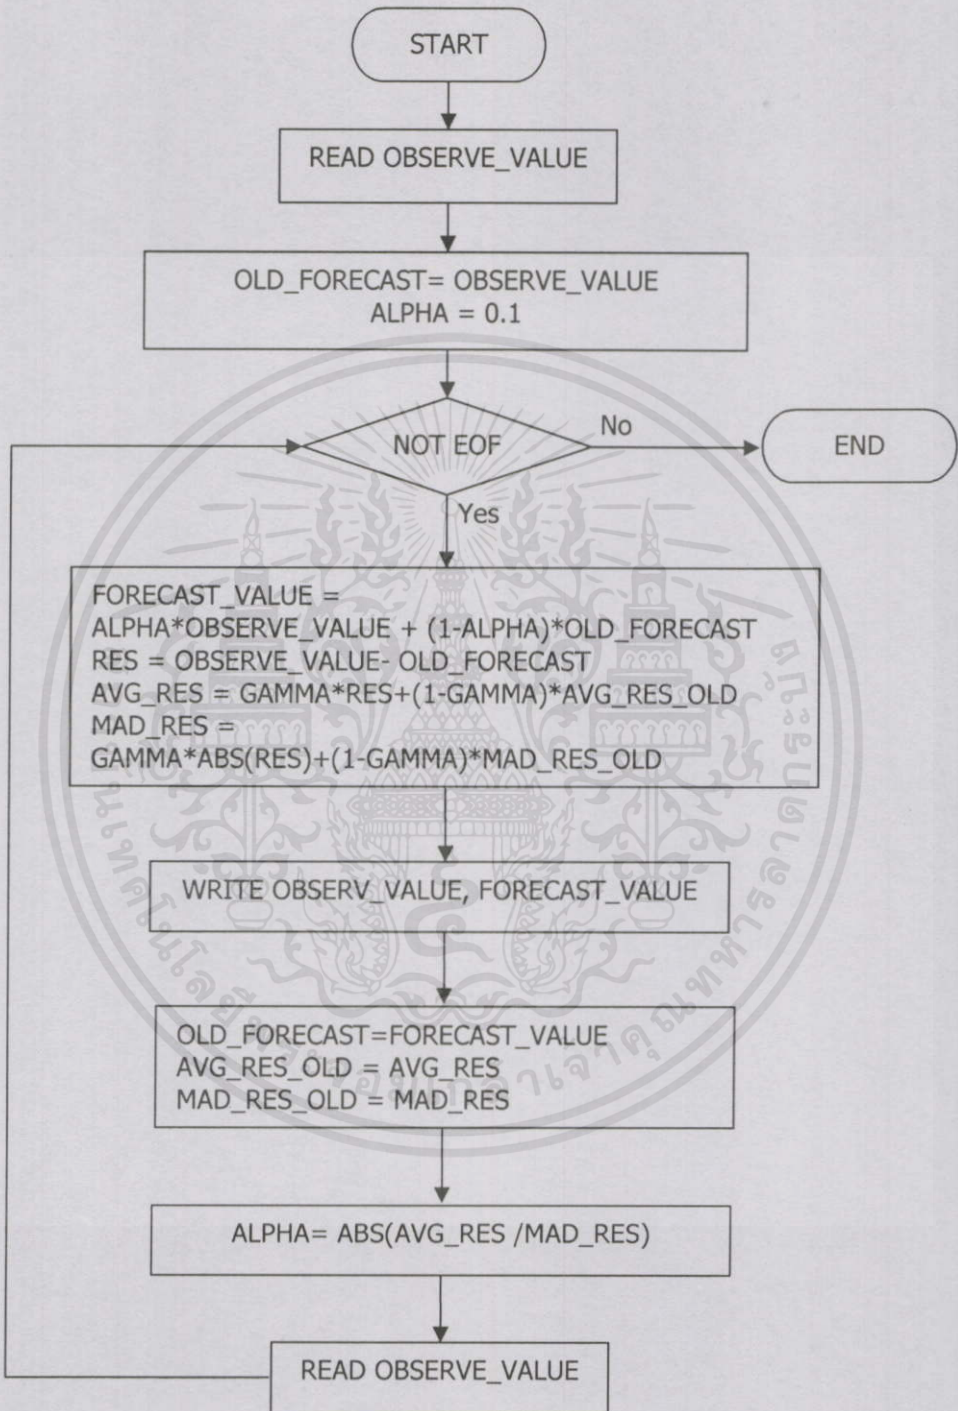 START
READ OBSERVE_VALUE
OLD_FORECAST= OBSERVE_VALUE
ALPHA = 0.1
NOT EOF
No
END
Yes
FORECAST_VALUE =
ALPHA*OBSERVE_VALUE + (1-ALPHA)*OLD_FORECAST
RES = OBSERVE_VALUE- OLD_FORECAST
AVG_RES = GAMMA*RES+(1-GAMMA)*AVG_RES_OLD
MAD_RES =
GAMMA*ABS(RES)+(1-GAMMA)*MAD_RES_OLD
WRITE OBSERV_VALUE, FORECAST_VALUE
OLD_FORECAST=FORECAST_VALUE
AVG_RES_OLD = AVG_RES
MAD_RES_OLD = MAD_RES
ALPHA= ABS(AVG_RES /MAD_RES)
READ OBSERVE_VALUE